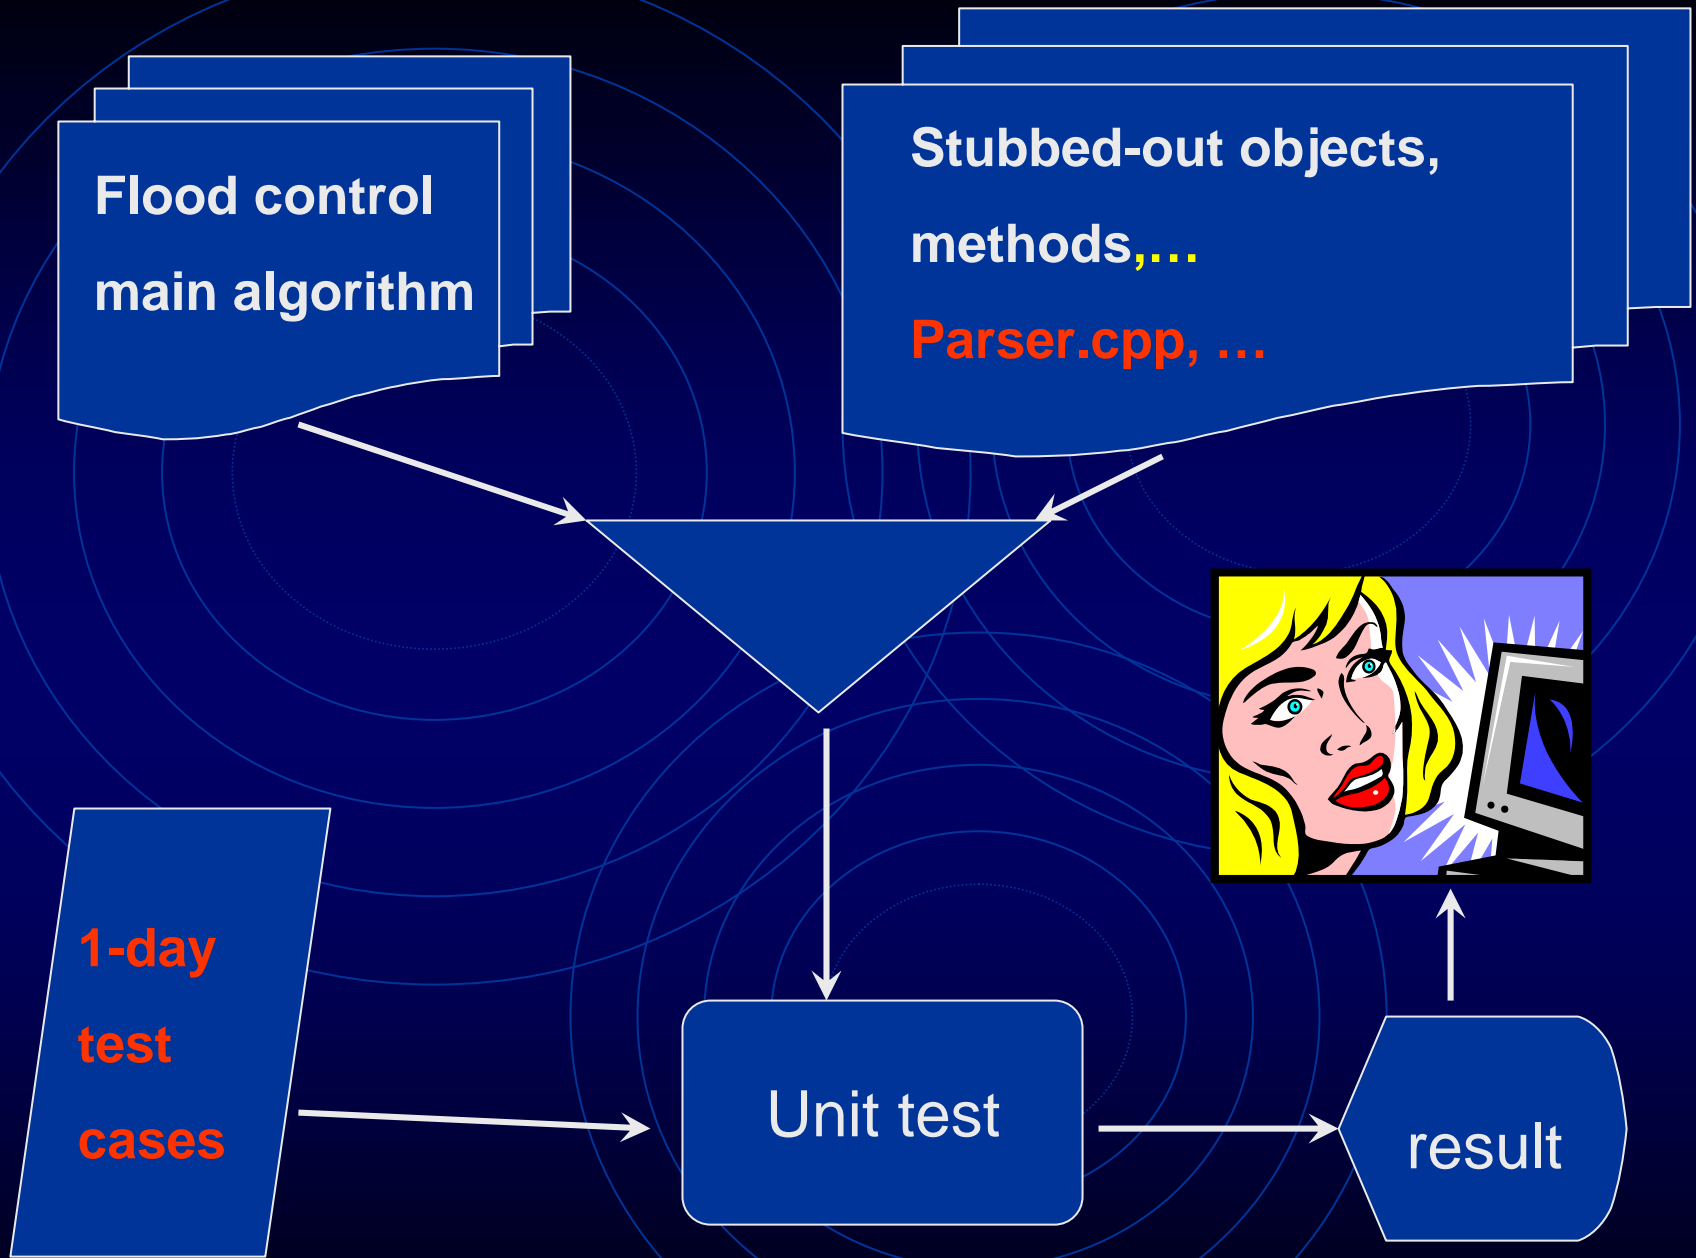 Flood control
main algorithm
Stubbed-out objects,
methods,…
Parser.cpp, …
1-day
test
cases
Unit test
result